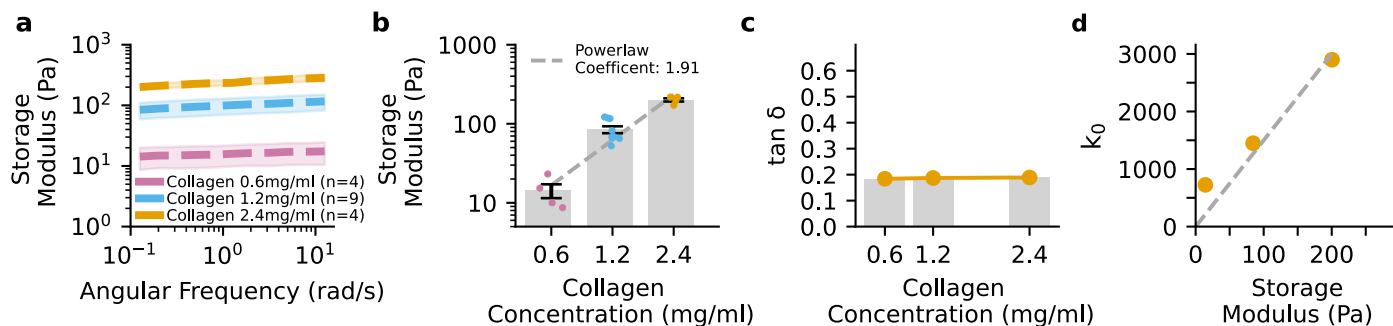 a
Storage
Modulus (Pa)
10³
10²
10¹
10⁰
Collagen 0.6mg/ml (n=4)
Collagen 1.2mg/ml (n=9)
Collagen 2.4mg/ml (n=4)
10⁻¹ 10⁰ 10¹
Angular Frequency (rad/s)
b
Storage
Modulus (Pa)
1000
100
10
Powerlaw
Coefficent: 1.91
0.6 1.2 2.4
Collagen
Concentration (mg/ml)
c
tan δ
0.6
0.5
0.4
0.3
0.2
0.1
0.0
0.6 1.2 2.4
Collagen
Concentration (mg/ml)
d
k₀
3000
2000
1000
0
0 100 200
Storage
Modulus (Pa)